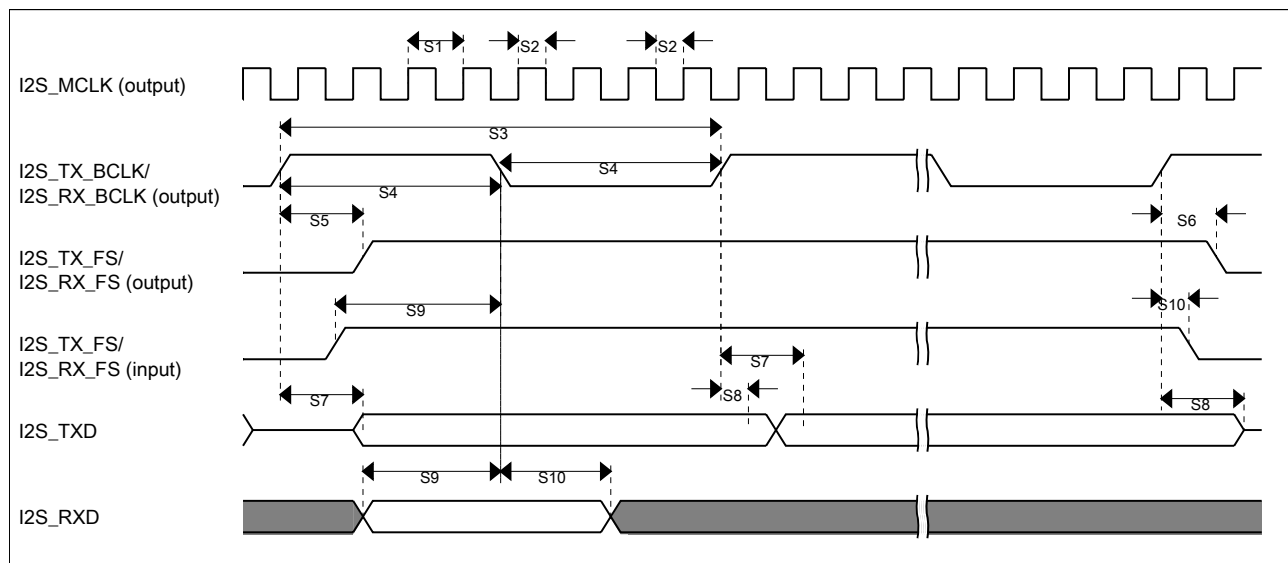 S1
S2
S2
I2S_MCLK (output)
S3
I2S_TX_BCLK/
I2S_RX_BCLK (output)
S4
S4
S5
S6
I2S_TX_FS/
I2S_RX_FS (output)
S9
S10
I2S_TX_FS/
I2S_RX_FS (input)
S7
S7
S8
S8
I2S_TXD
S9
S10
I2S_RXD